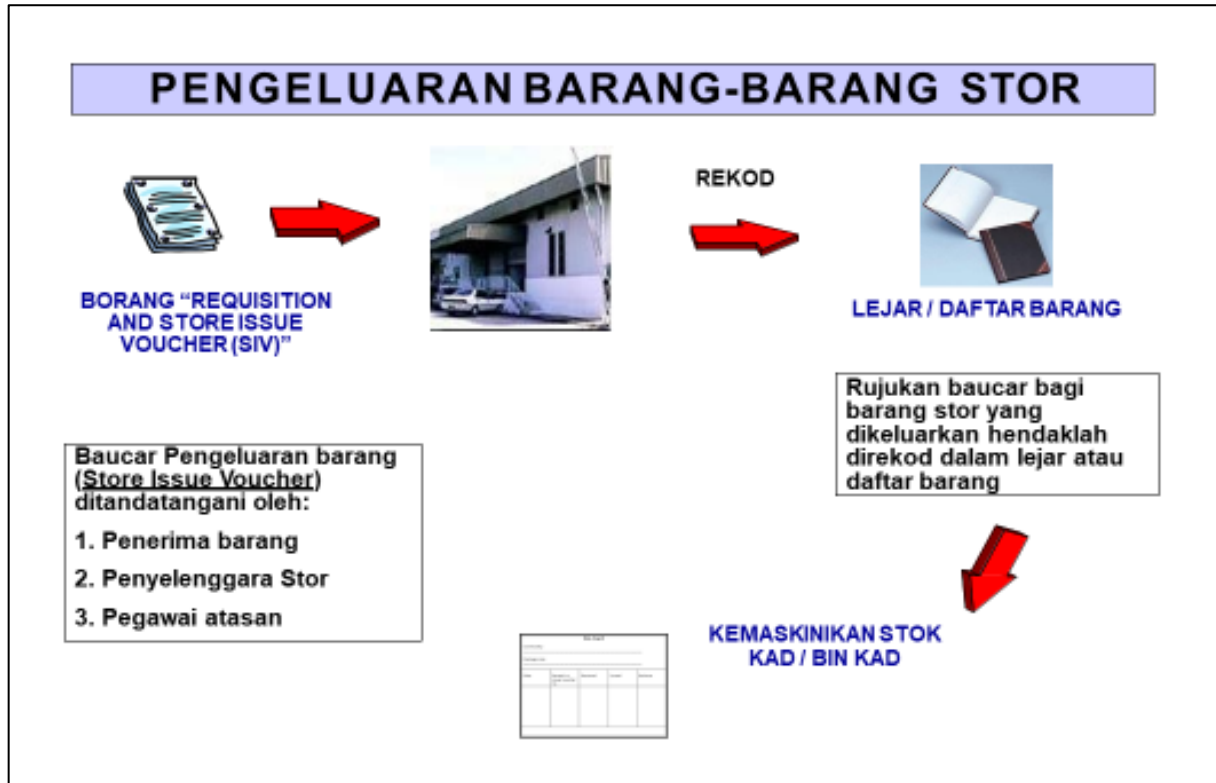 PENGELUARAN BARANG-BARANG STOR
REKOD
BORANG “REQUISITION
AND STORE ISSUE
VOUCHER (SIV)”
LEJAR / DAFTAR BARANG
Rujukan baucar bagi
barang stor yang
dikeluarkan hendaklah
direkod dalam lejar atau
daftar barang
Baucar Pengeluaran barang
(Store Issue Voucher)
ditandatangani oleh:
1. Penerima barang
2. Penyelenggara Stor
3. Pegawai atasan
KEMASKINIKAN STOK
KAD / BIN KAD